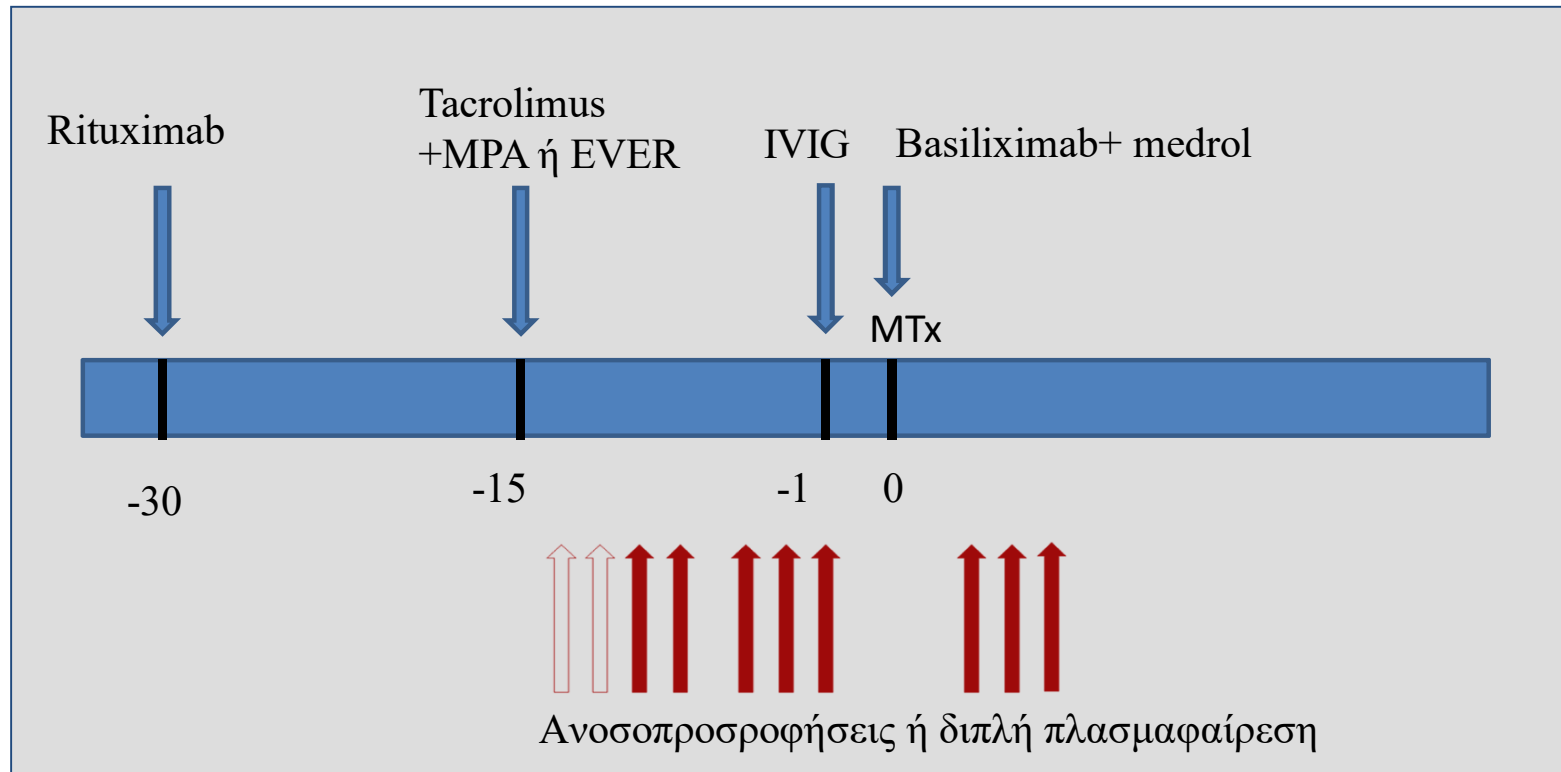 Rituximab
Tacrolimus
+MPA ή EVER
IVIG
Basiliximab+ medrol
MTx
-30
-15
-1
0
Ανοσοπροσροφήσεις ή διπλή πλασμαφαίρεση